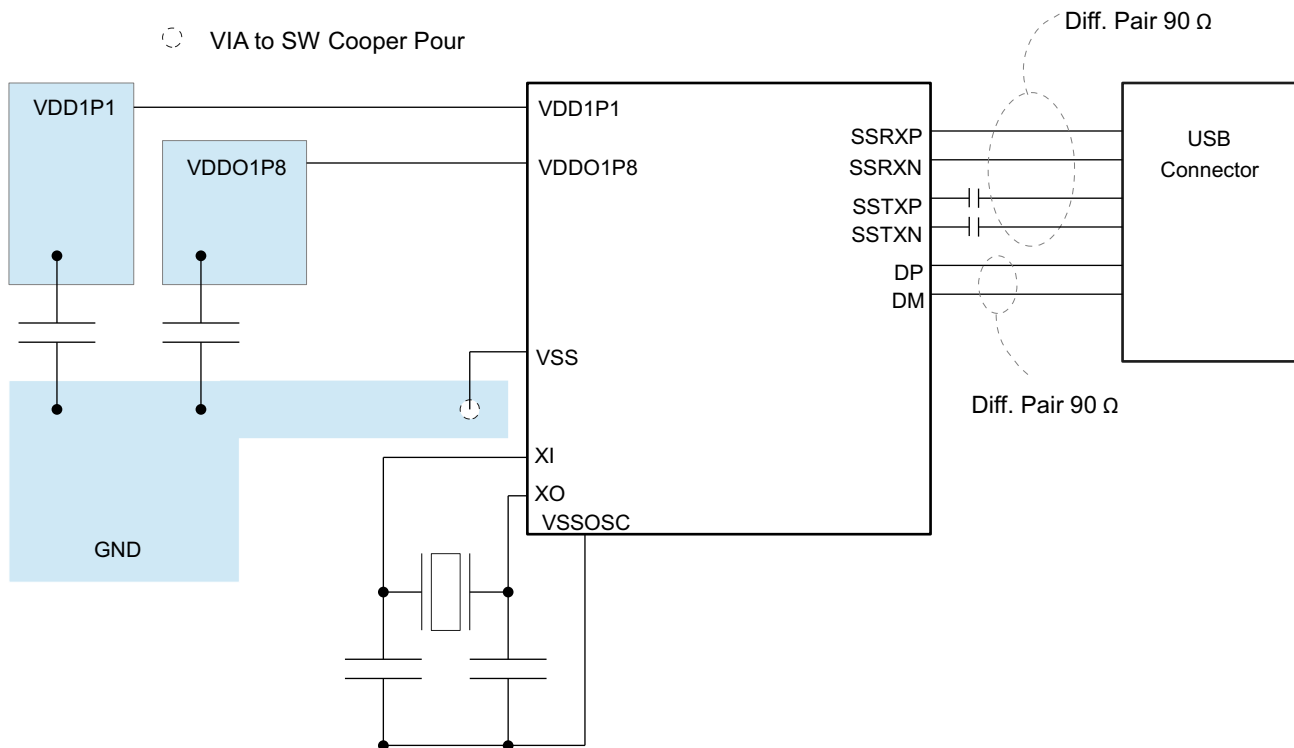 Diff. Pair 90 Ω
VIA to SW Cooper Pour
VDD1P1
VDDO1P8
VDD1P1
VDDO1P8
VSS
XI
XO
VSSOSC
SSRXP
SSRXN
SSTXP
SSTXN
DP
DM
USB
Connector
Diff. Pair 90 Ω
GND